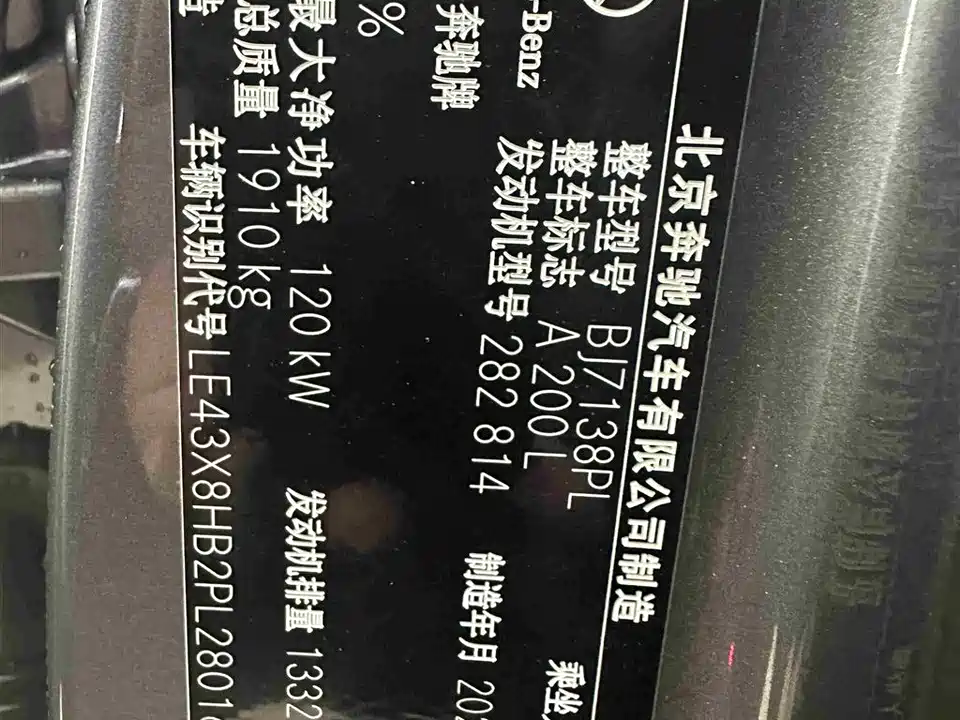 北京奔驰汽车有限公司制造
整车型号 BJ7138PL 乘坐
-Benz 整车标志 A 200 L
发动机型号 282 814 制造年月 202
奔驰牌
%
最大净功率 120 kW 发动机排量 1332
总质量 1910 kg
车辆识别代号 LE43X8HB2PL2801